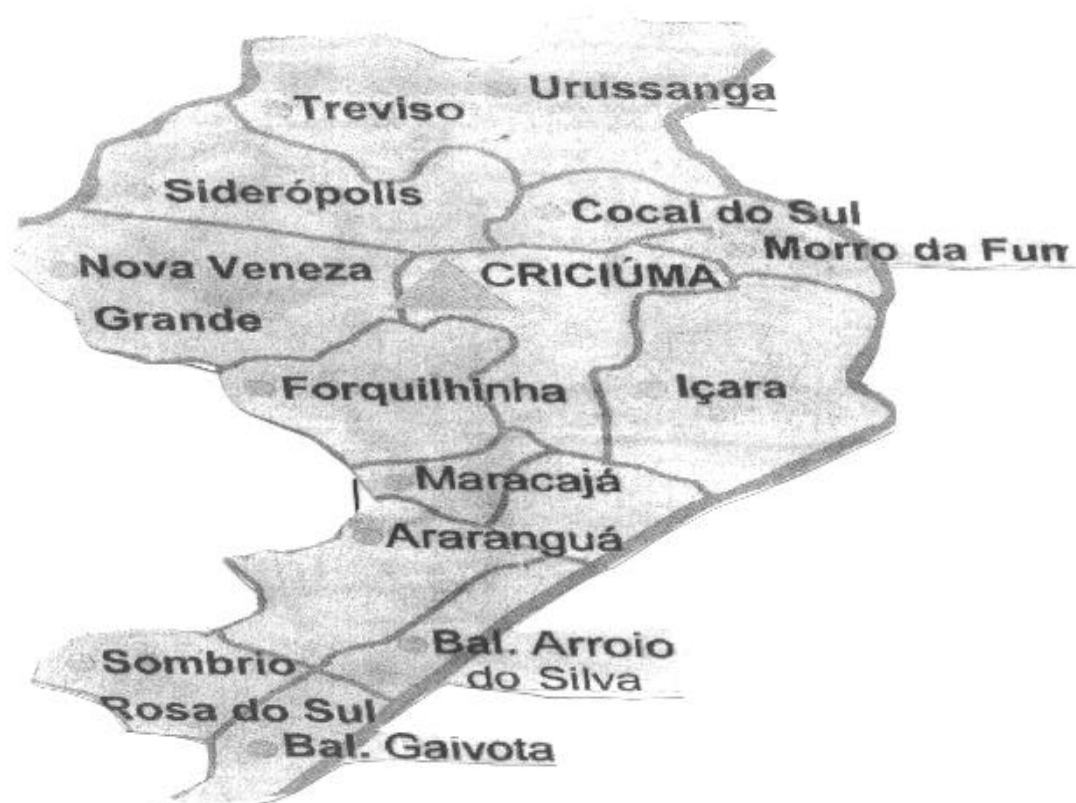 Urussanga
Treviso
Siderópolis
Cocal do Sul
Morro da Fum
Nova Veneza
CRICIÚMA
Grande
Forquilhinha
Içara
Maracajá
Araranguá
Bal. Arroio
do Silva
Sombrio
Rosa do Sul
Bal. Gaivota